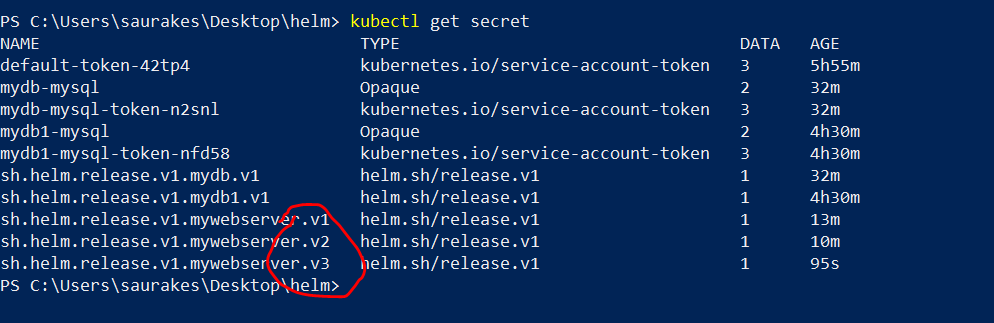 PS C:\Users\saurakes\Desktop\helm> kubectl get secret
NAME TYPE DATA AGE
default-token-42tp4 kubernetes.io/service-account-token 3 5h55m
mydb-mysql Opaque 2 32m
mydb-mysql-token-n2snl kubernetes.io/service-account-token 3 32m
mydb1-mysql Opaque 2 4h30m
mydb1-mysql-token-nfd58 kubernetes.io/service-account-token 3 4h30m
sh.helm.release.v1.mydb.v1 helm.sh/release.v1 1 32m
sh.helm.release.v1.mydb1.v1 helm.sh/release.v1 1 4h30m
sh.helm.release.v1.mywebserver.v1 helm.sh/release.v1 1 13m
sh.helm.release.v1.mywebserver.v2 helm.sh/release.v1 1 10m
sh.helm.release.v1.mywebserver.v3 helm.sh/release.v1 1 95s
PS C:\Users\saurakes\Desktop\helm>